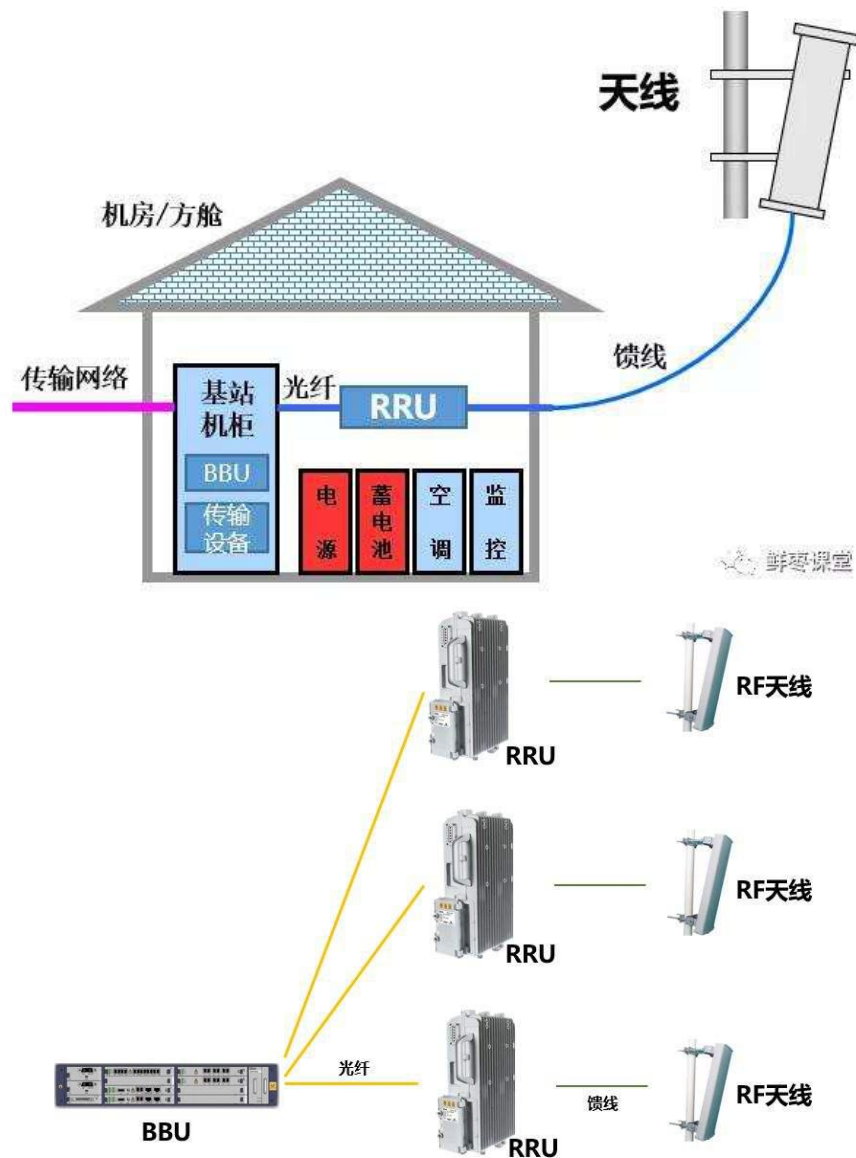 天线
机房/方舱
馈线
传输网络
光纤
基站
机柜
RRU
BBU
传输
设备
电
源
蓄
电
池
空
调
监
控
鲜枣课堂
RF天线
RRU
RF天线
RRU
光纤
馈线
RF天线
BBU
RRU